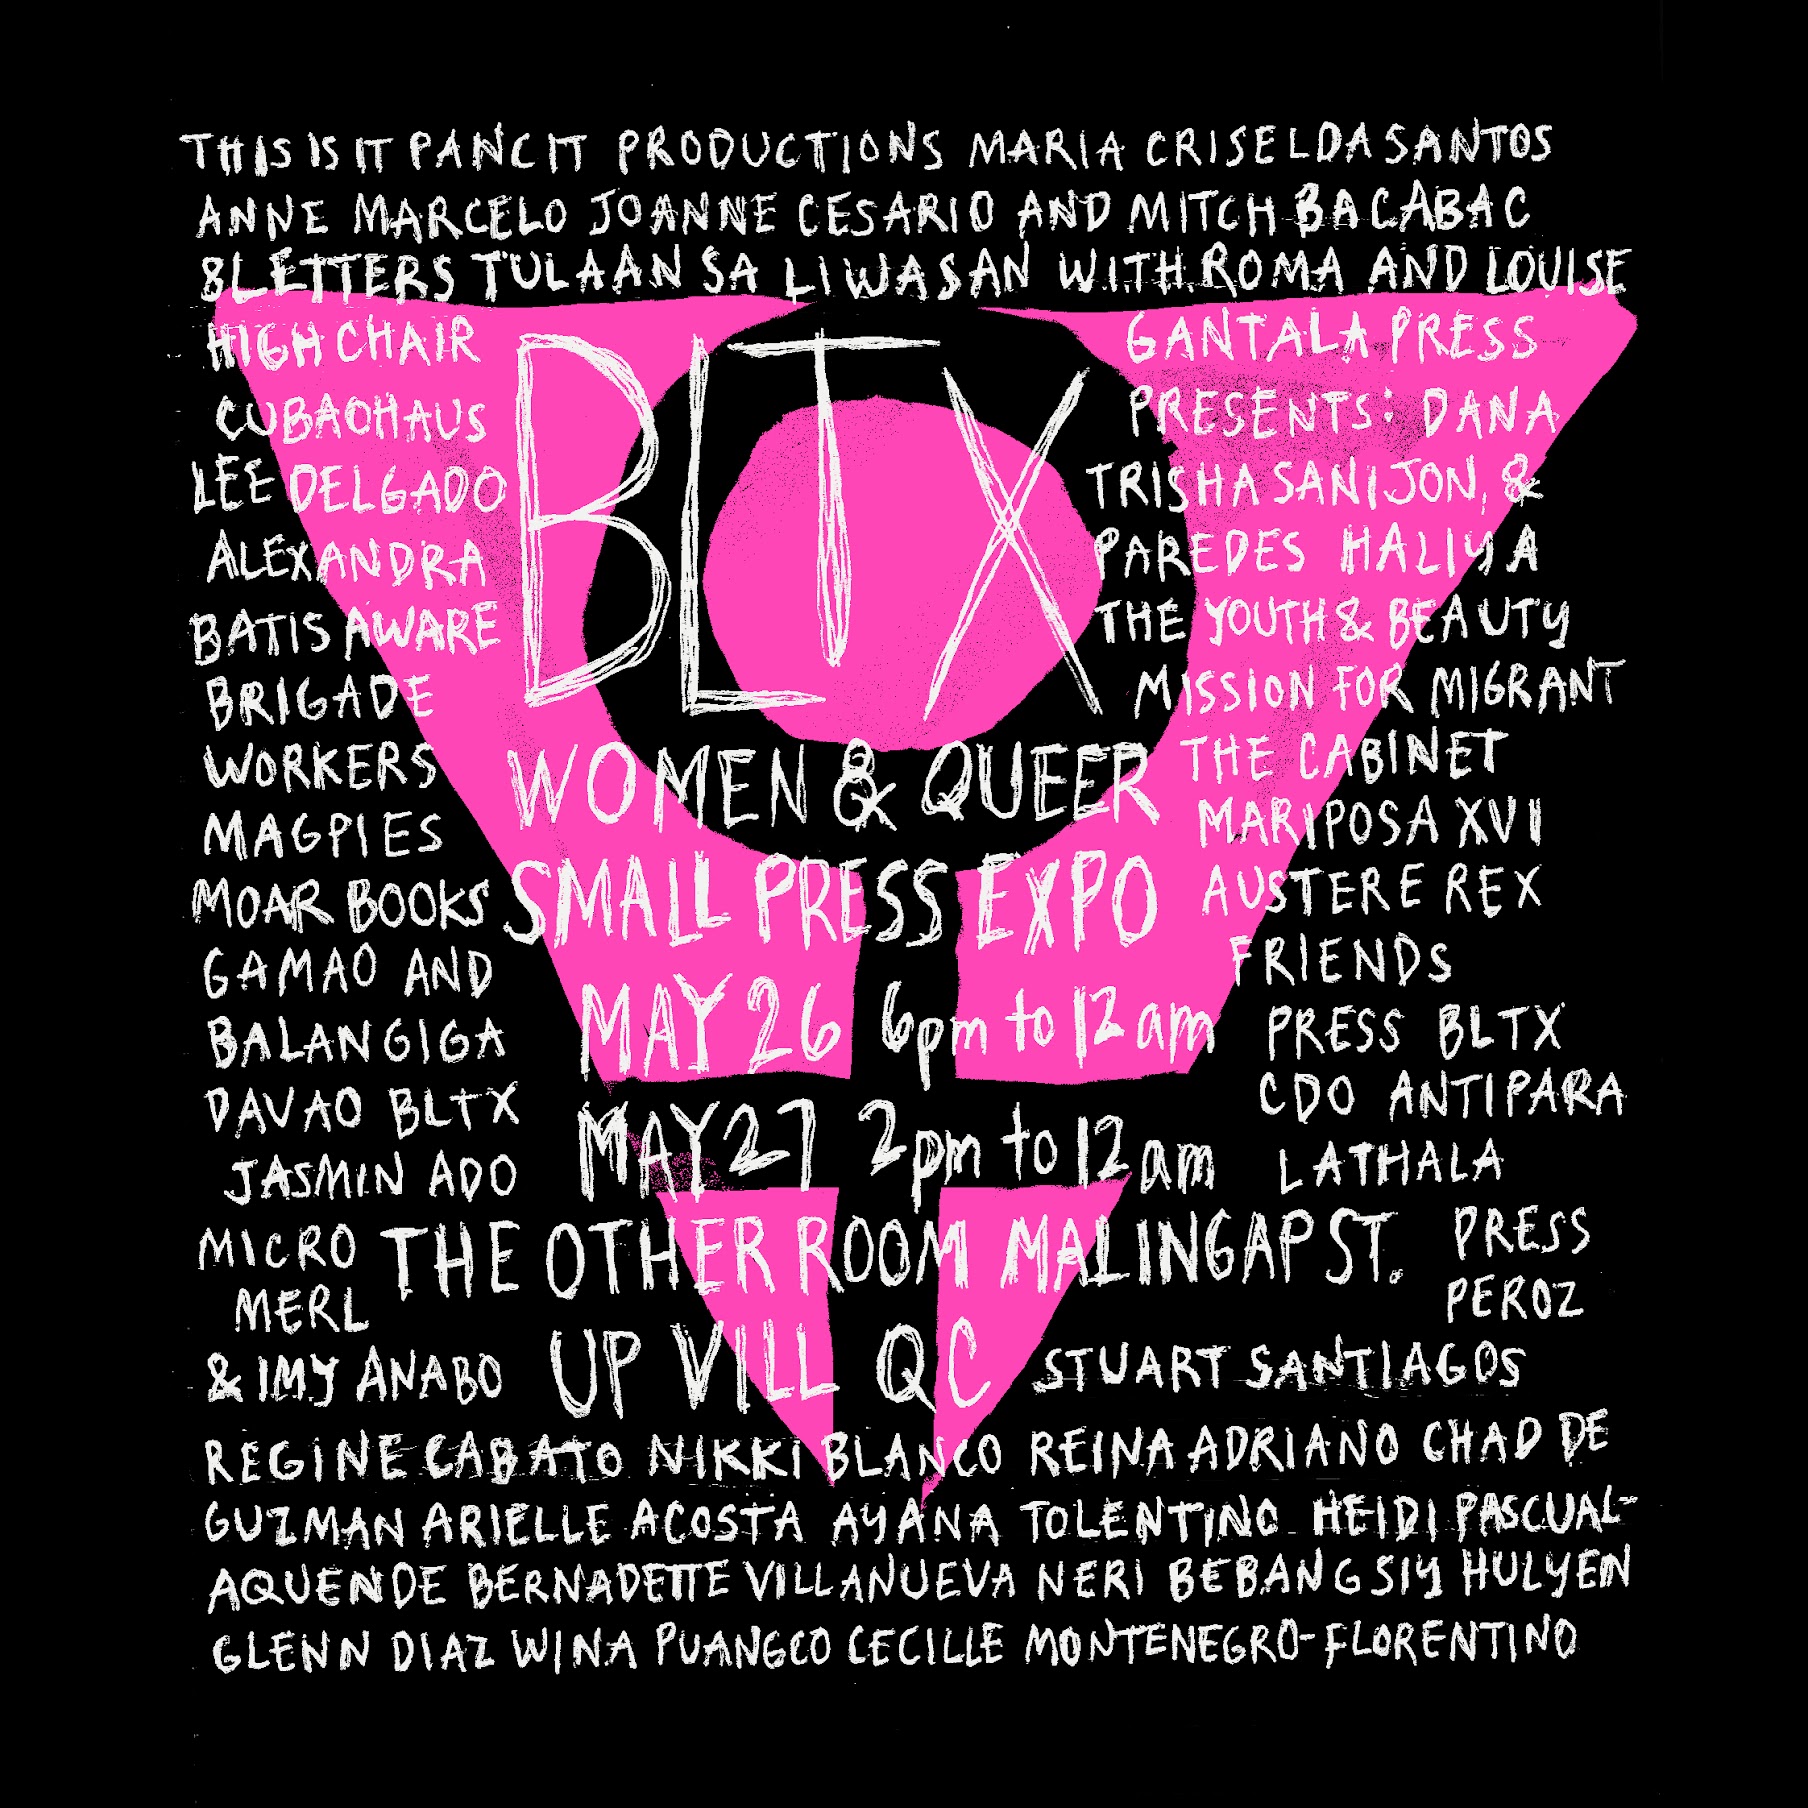 THIS IS IT PANCIT PRODUCTIONS MARIA CRISELDA SANTOS
ANNE MARCELO JOANNE CESARIO AND MITCH BACABAC
8LETTERS TULAAN SA LIWASAN WITH ROMA AND LOUISE
HIGH CHAIR
CUBAOHAUS
LEE DELGADO
ALEXANDRA
BATIS AWARE
BRIGADE
WORKERS
MAGPIES
MOAR BOOKS
GAMAO AND
BALANGIGA
DAVAO BLTX
JASMIN ADO
MICRO
MERL
& IMY ANABO
BLTX
WOMEN & QUEER
SMALL PRESS EXPO
MAY 26 6pm to 12am
MAY 27 2pm to 12am
THE OTHER ROOM MALINGAP ST.
UP VILL QC
GANTALA PRESS
PRESENTS: DANA
TRISHA SANIJON, &
PAREDES HALIYA
THE YOUTH & BEAUTY
MISSION FOR MIGRANT
THE CABINET
MARIPOSA XVI
AUSTERE REX
FRIENDS
PRESS BLTX
CDO ANTIPARA
LATHALA
PRESS
PEROZ
STUART SANTIAGOS
REGINE CABATO NIKKI BLANCO REINA ADRIANO CHAD DE
GUZMAN ARIELLE ACOSTA AYANA TOLENTINO HEIDI PASCUAL-
AQUENDE BERNADETTE VILLANUEVA NERI BEBANG SIY HULYEN
GLENN DIAZ WINA PUANGCO CECILLE MONTENEGRO-FLORENTINO